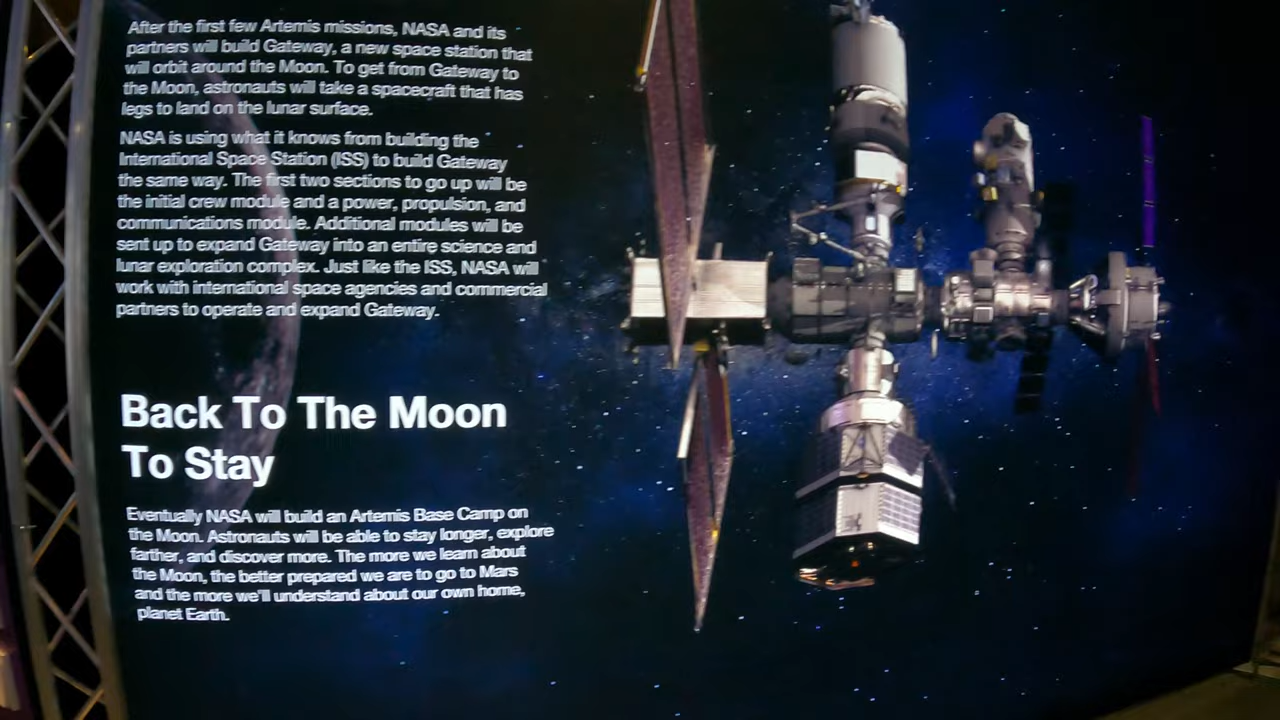 After the first few Artemis missions, NASA and its
partners will build Gateway, a new space station that
will orbit around the Moon. To get from Gateway to
the Moon, astronauts will take a spacecraft that has
legs to land on the lunar surface.
NASA is using what it knows from building the
International Space Station (ISS) to build Gateway
the same way. The first two sections to go up will be
the initial crew module and a power, propulsion, and
communications module. Additional modules will be
sent up to expand Gateway into an entire science and
lunar exploration complex. Just like the ISS, NASA will
work with international space agencies and commercial
partners to operate and expand Gateway.
Back To The Moon
To Stay
Eventually NASA will build an Artemis Base Camp on
the Moon. Astronauts will be able to stay longer, explore
farther, and discover more. The more we learn about
the Moon, the better prepared we are to go to Mars
and the more we'll understand about our own home,
planet Earth.